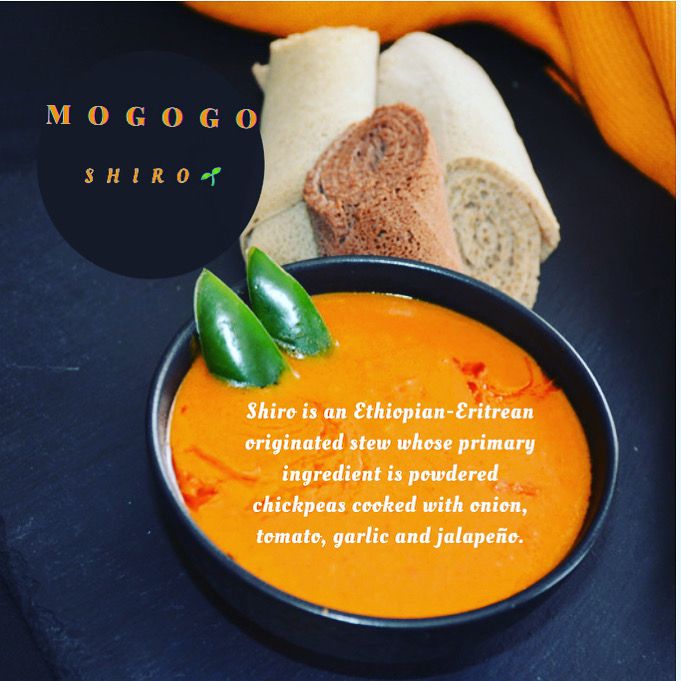 MOGOGO
SHIRO🌱
Shiro is an Ethiopian-Eritrean
originated stew whose primary
ingredient is powdered
chickpeas cooked with onion,
tomato, garlic and jalapeño.